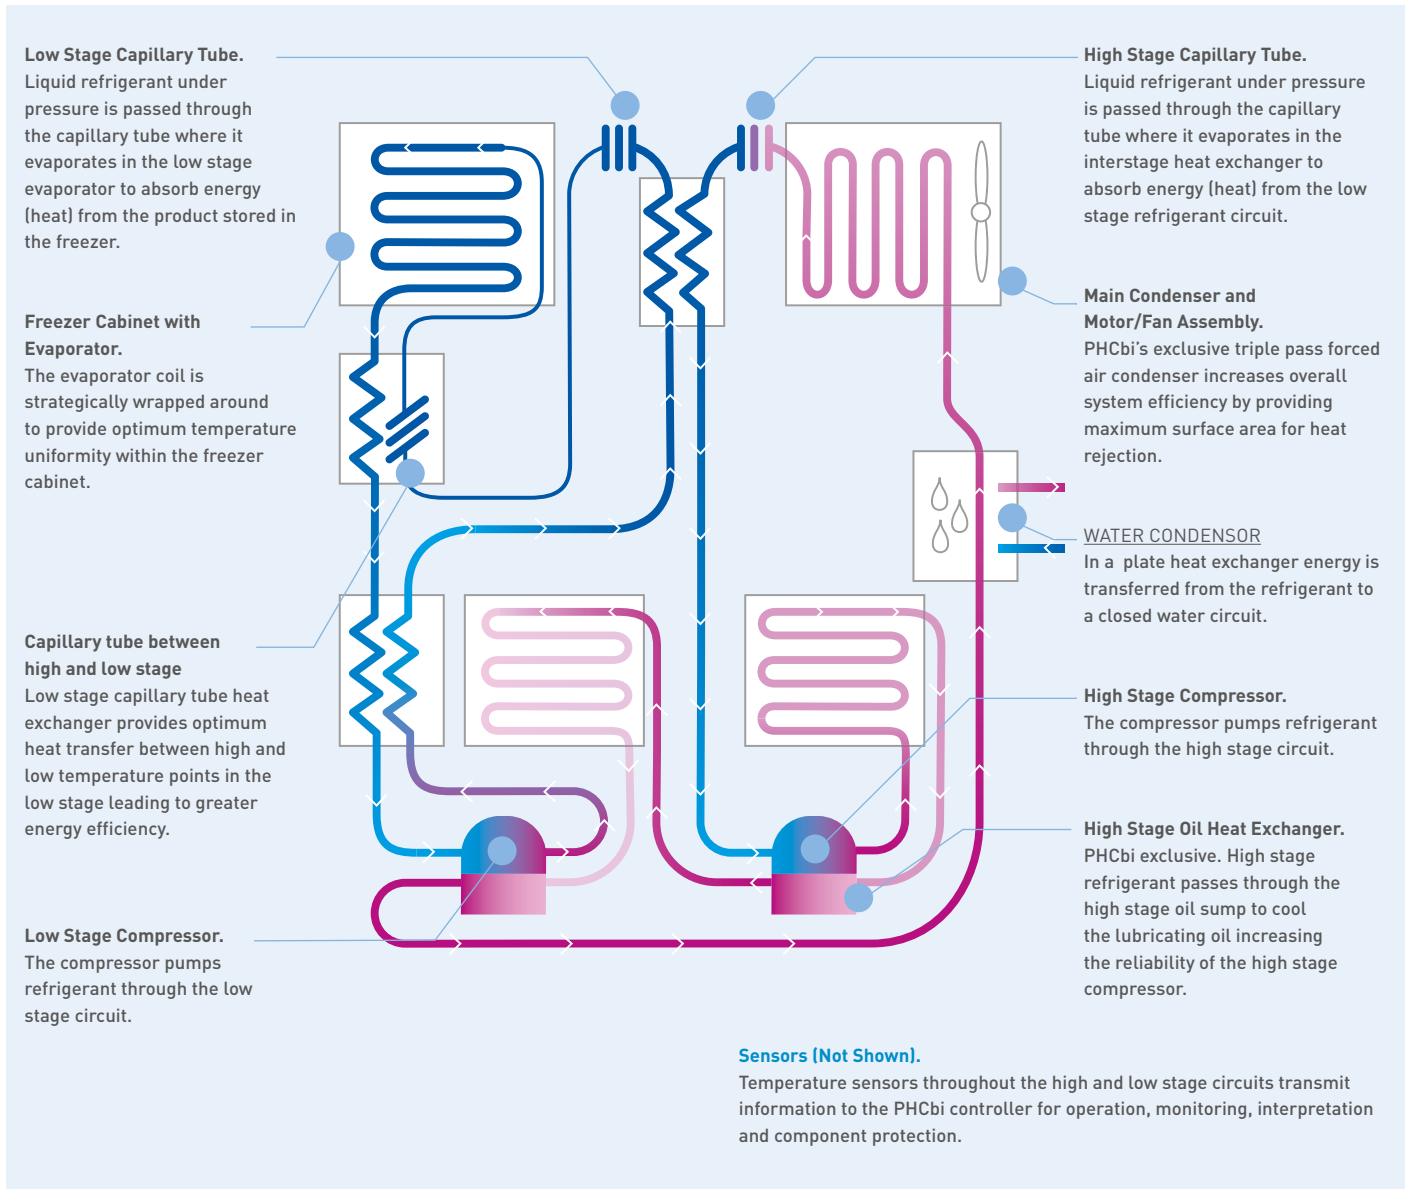 Low Stage Capillary Tube.
Liquid refrigerant under
pressure is passed through
the capillary tube where it
evaporates in the low stage
evaporator to absorb energy
(heat) from the product stored in
the freezer.
Freezer Cabinet with
Evaporator.
The evaporator coil is
strategically wrapped around
to provide optimum temperature
uniformity within the freezer
cabinet.
Capillary tube between
high and low stage
Low stage capillary tube heat
exchanger provides optimum
heat transfer between high and
low temperature points in the
low stage leading to greater
energy efficiency.
Low Stage Compressor.
The compressor pumps
refrigerant through the low
stage circuit.
High Stage Capillary Tube.
Liquid refrigerant under pressure
is passed through the capillary
tube where it evaporates in the
interstage heat exchanger to
absorb energy (heat) from the low
stage refrigerant circuit.
Main Condenser and
Motor/Fan Assembly.
PHCbi's exclusive triple pass forced
air condenser increases overall
system efficiency by providing
maximum surface area for heat
rejection.
WATER CONDENSOR
In a plate heat exchanger energy is
transferred from the refrigerant to
a closed water circuit.
High Stage Compressor.
The compressor pumps refrigerant
through the high stage circuit.
High Stage Oil Heat Exchanger.
PHCbi exclusive. High stage
refrigerant passes through the
high stage oil sump to cool
the lubricating oil increasing
the reliability of the high stage
compressor.
Sensors (Not Shown).
Temperature sensors throughout the high and low stage circuits transmit
information to the PHCbi controller for operation, monitoring, interpretation
and component protection.